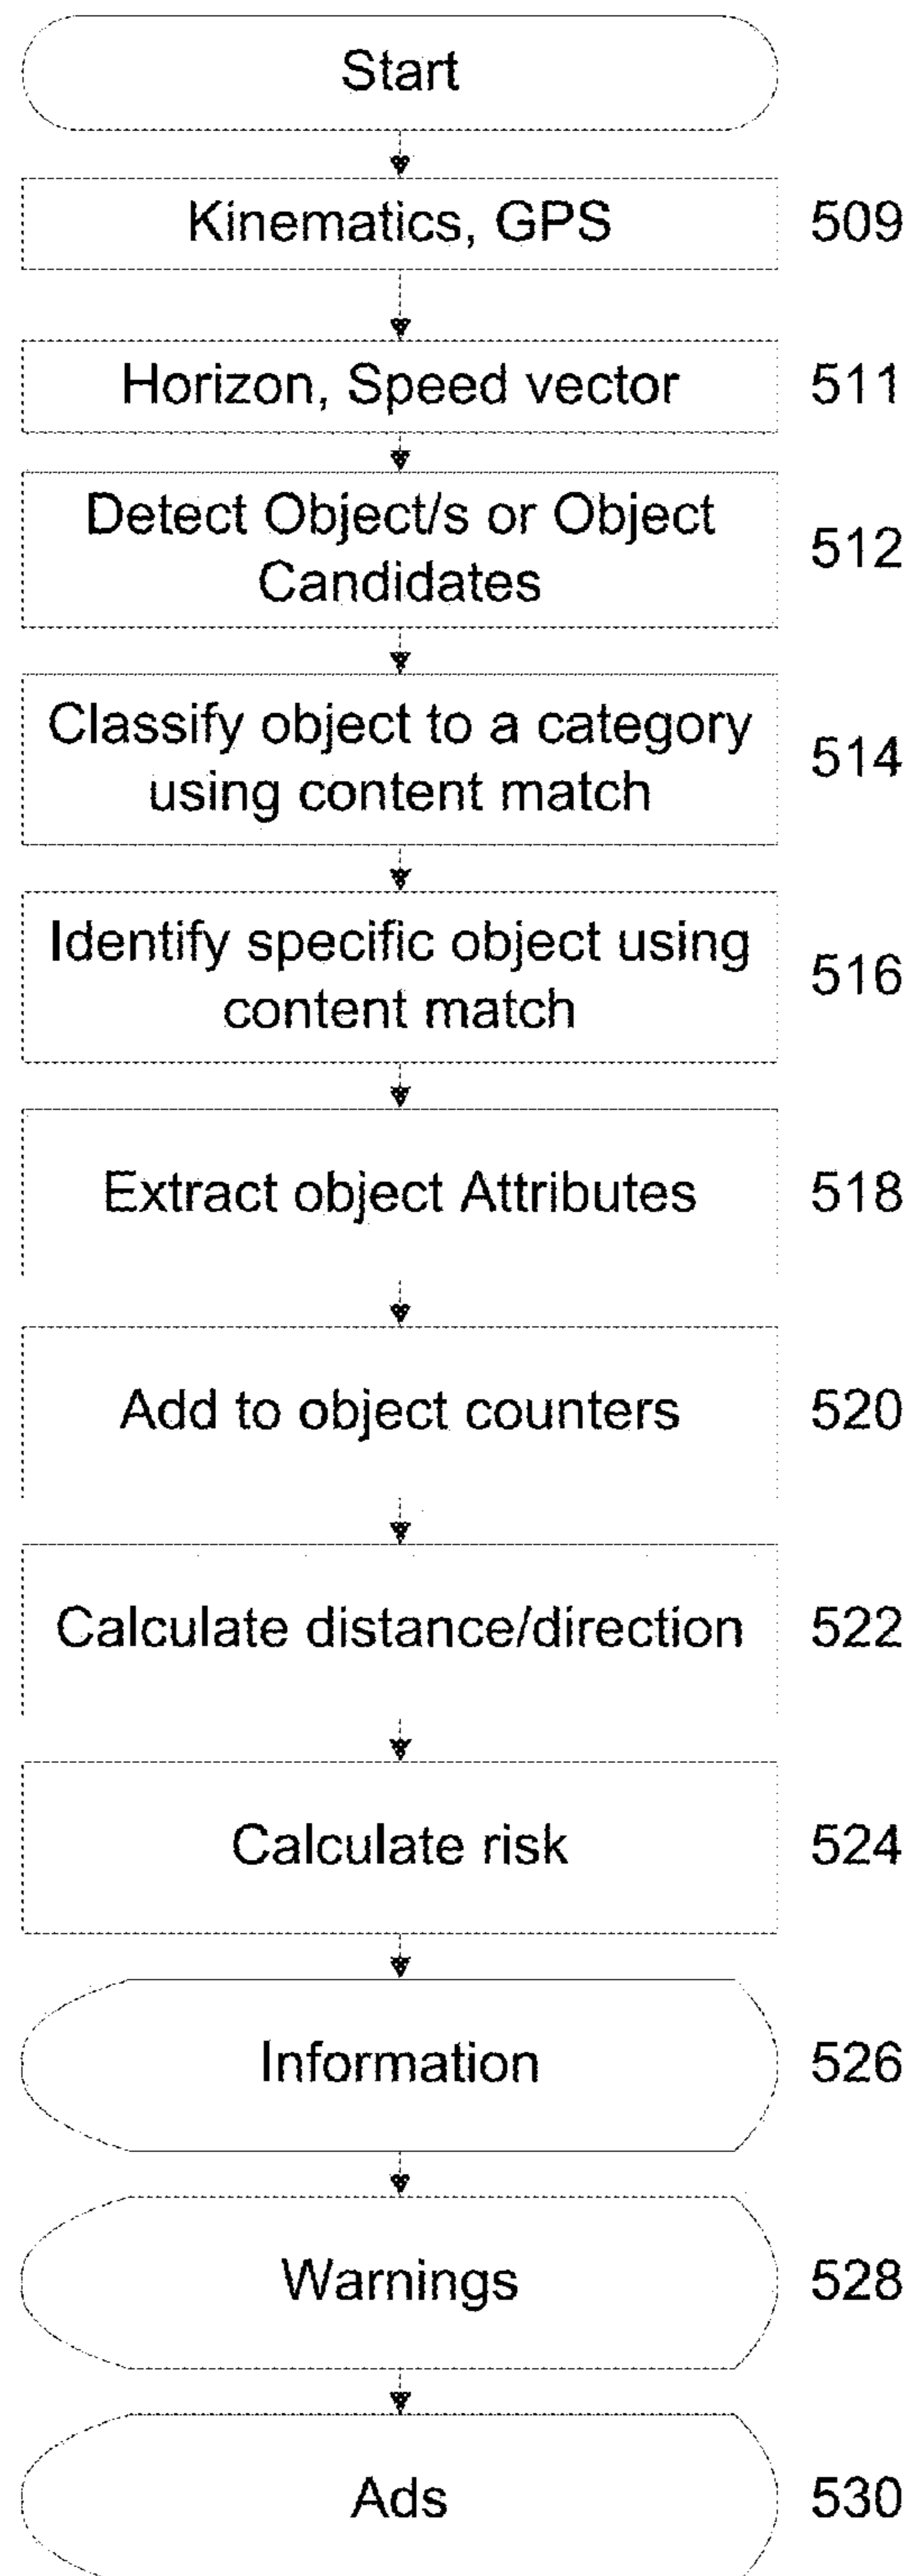 Start
Kinematics, GPS
509
Horizon, Speed vector
511
Detect Object/s or Object
Candidates
512
Classify object to a category
using content match
514
Identify specific object using
content match
516
Extract object Attributes
518
Add to object counters
520
Calculate distance/direction
522
Calculate risk
524
Information
526
Warnings
528
Ads
530